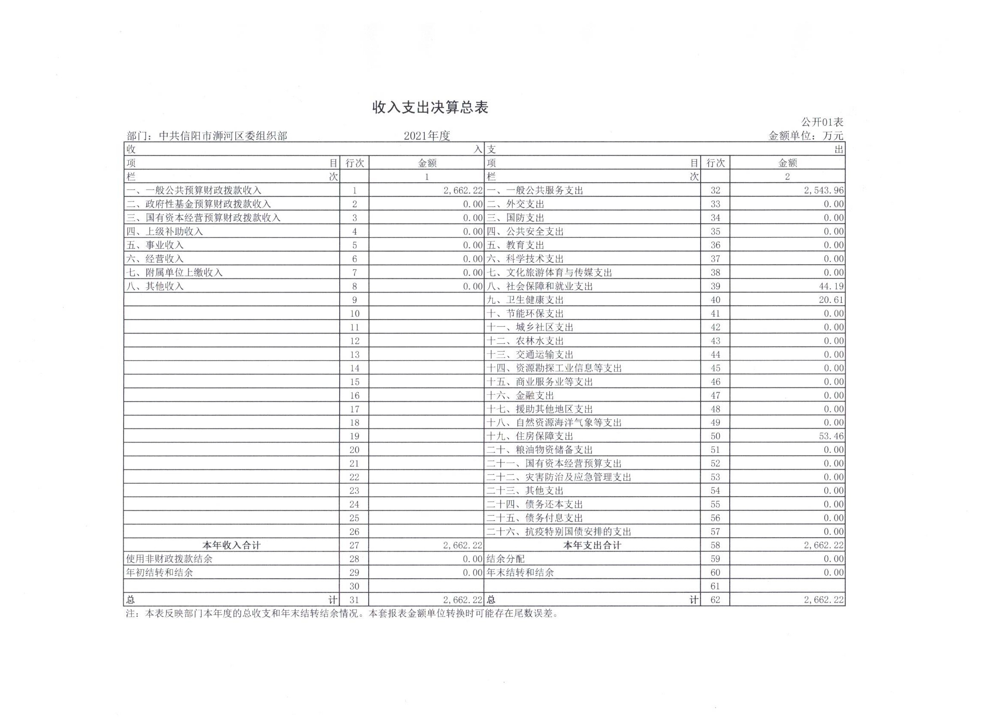 收入支出决算总表
公开01表
部门：中共信阳市浉河区委组织部 2021年度 金额单位：万元
收 入 支 出
项 目 行次 金额 项 目 行次 金额
栏 次 1 栏 次 2
一、一般公共预算财政拨款收入 1 2,662.22 一、一般公共服务支出 32 2,543.96
二、政府性基金预算财政拨款收入 2 0.00 二、外交支出 33 0.00
三、国有资本经营预算财政拨款收入 3 0.00 三、国防支出 34 0.00
四、上级补助收入 4 0.00 四、公共安全支出 35 0.00
五、事业收入 5 0.00 五、教育支出 36 0.00
六、经营收入 6 0.00 六、科学技术支出 37 0.00
七、附属单位上缴收入 7 0.00 七、文化旅游体育与传媒支出 38 0.00
八、其他收入 8 0.00 八、社会保障和就业支出 39 44.19
9 九、卫生健康支出 40 20.61
10 十、节能环保支出 41 0.00
11 十一、城乡社区支出 42 0.00
12 十二、农林水支出 43 0.00
13 十三、交通运输支出 44 0.00
14 十四、资源勘探工业信息等支出 45 0.00
15 十五、商业服务业等支出 46 0.00
16 十六、金融支出 47 0.00
17 十七、援助其他地区支出 48 0.00
18 十八、自然资源海洋气象等支出 49 0.00
19 十九、住房保障支出 50 53.46
20 二十、粮油物资储备支出 51 0.00
21 二十一、国有资本经营预算支出 52 0.00
22 二十二、灾害防治及应急管理支出 53 0.00
23 二十三、其他支出 54 0.00
24 二十四、债务还本支出 55 0.00
25 二十五、债务付息支出 56 0.00
26 二十六、抗疫特别国债安排的支出 57 0.00
本年收入合计 27 2,662.22 本年支出合计 58 2,662.22
使用非财政拨款结余 28 0.00 结余分配 59 0.00
年初结转和结余 29 0.00 年末结转和结余 60 0.00
30 61
总 计 31 2,662.22 总 计 62 2,662.22
注：本表反映部门本年度的总收支和年末结转结余情况。本套报表金额单位转换时可能存在尾数误差。